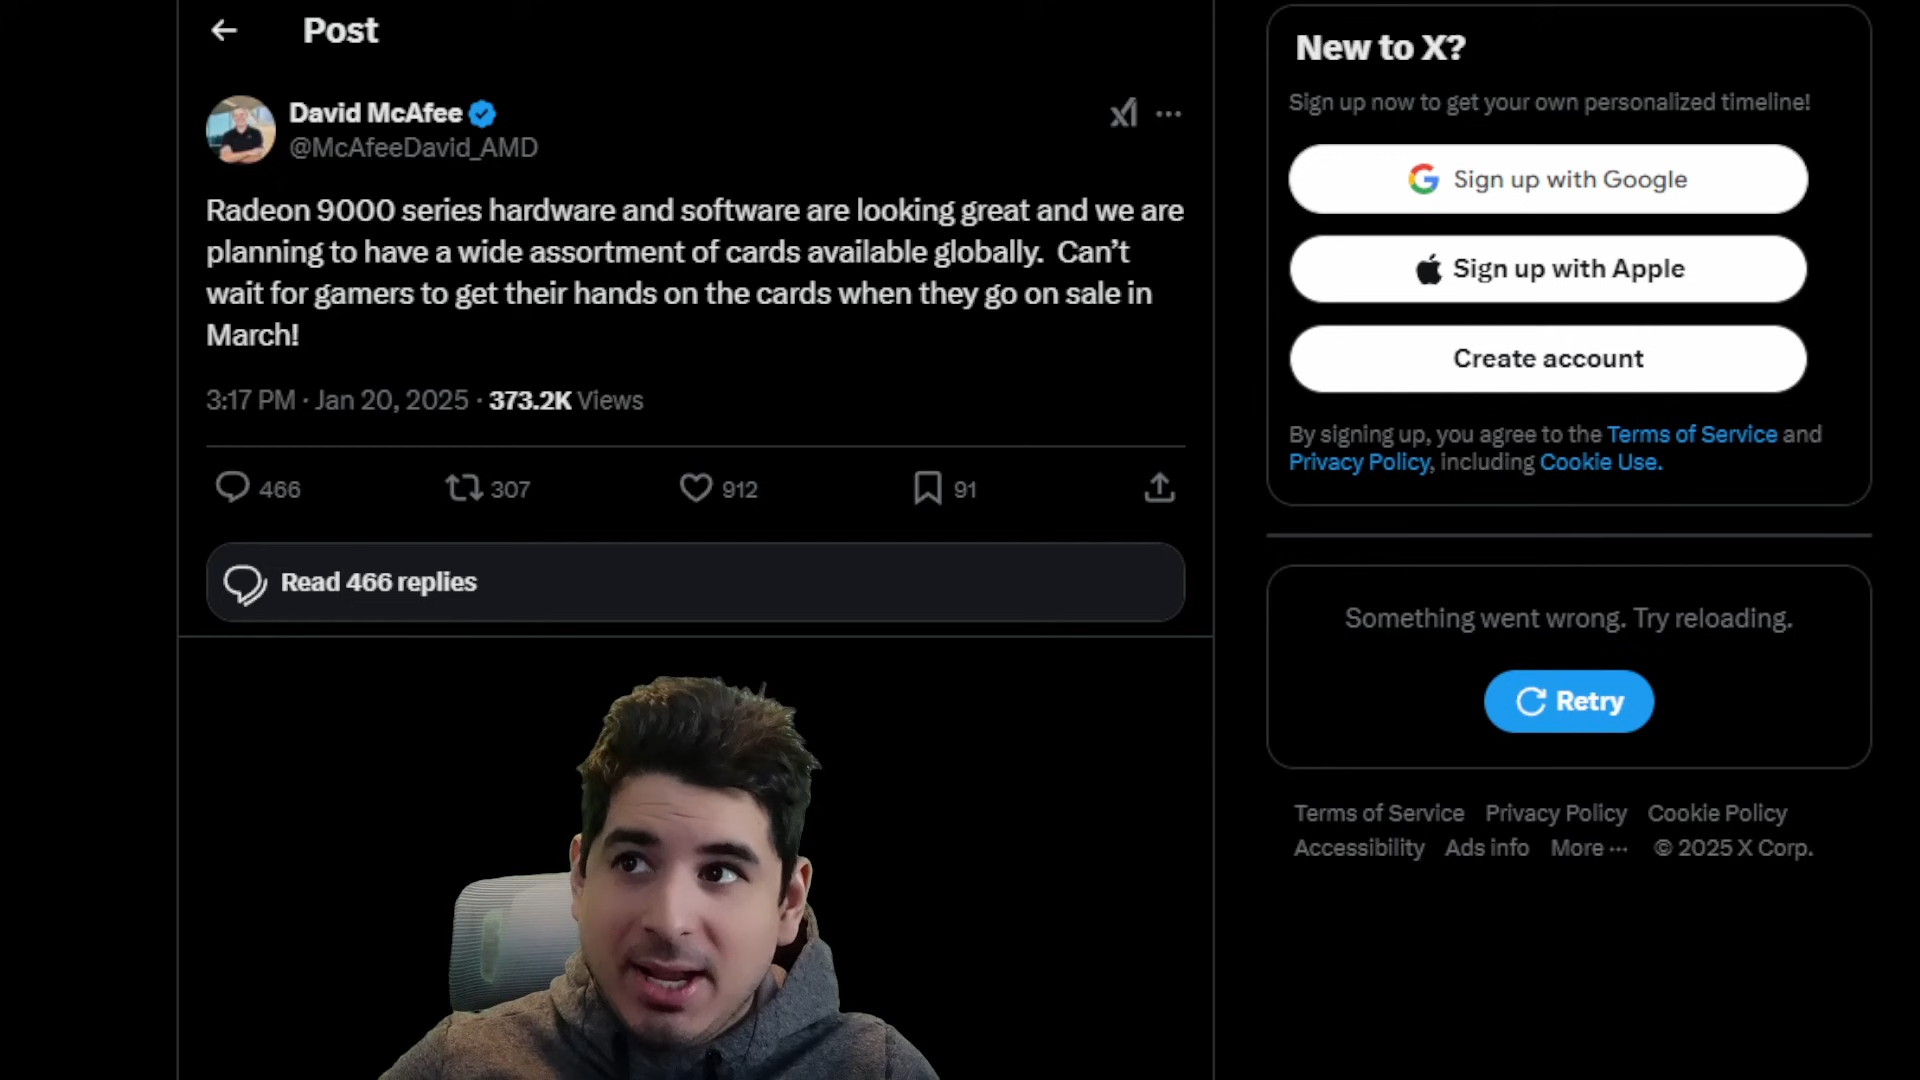 Post
David McAfee
@McAfeeDavid_AMD
Radeon 9000 series hardware and software are looking great and we are
planning to have a wide assortment of cards available globally.  Can’t
wait for gamers to get their hands on the cards when they go on sale in
March!
3:17 PM · Jan 20, 2025 · 373.2K Views
466 307 912 91
Read 466 replies
New to X?
Sign up now to get your own personalized timeline!
Sign up with Google
Sign up with Apple
Create account
By signing up, you agree to the Terms of Service and
Privacy Policy, including Cookie Use.
Something went wrong. Try reloading.
Retry
Terms of Service Privacy Policy Cookie Policy
Accessibility Ads info More ··· © 2025 X Corp.